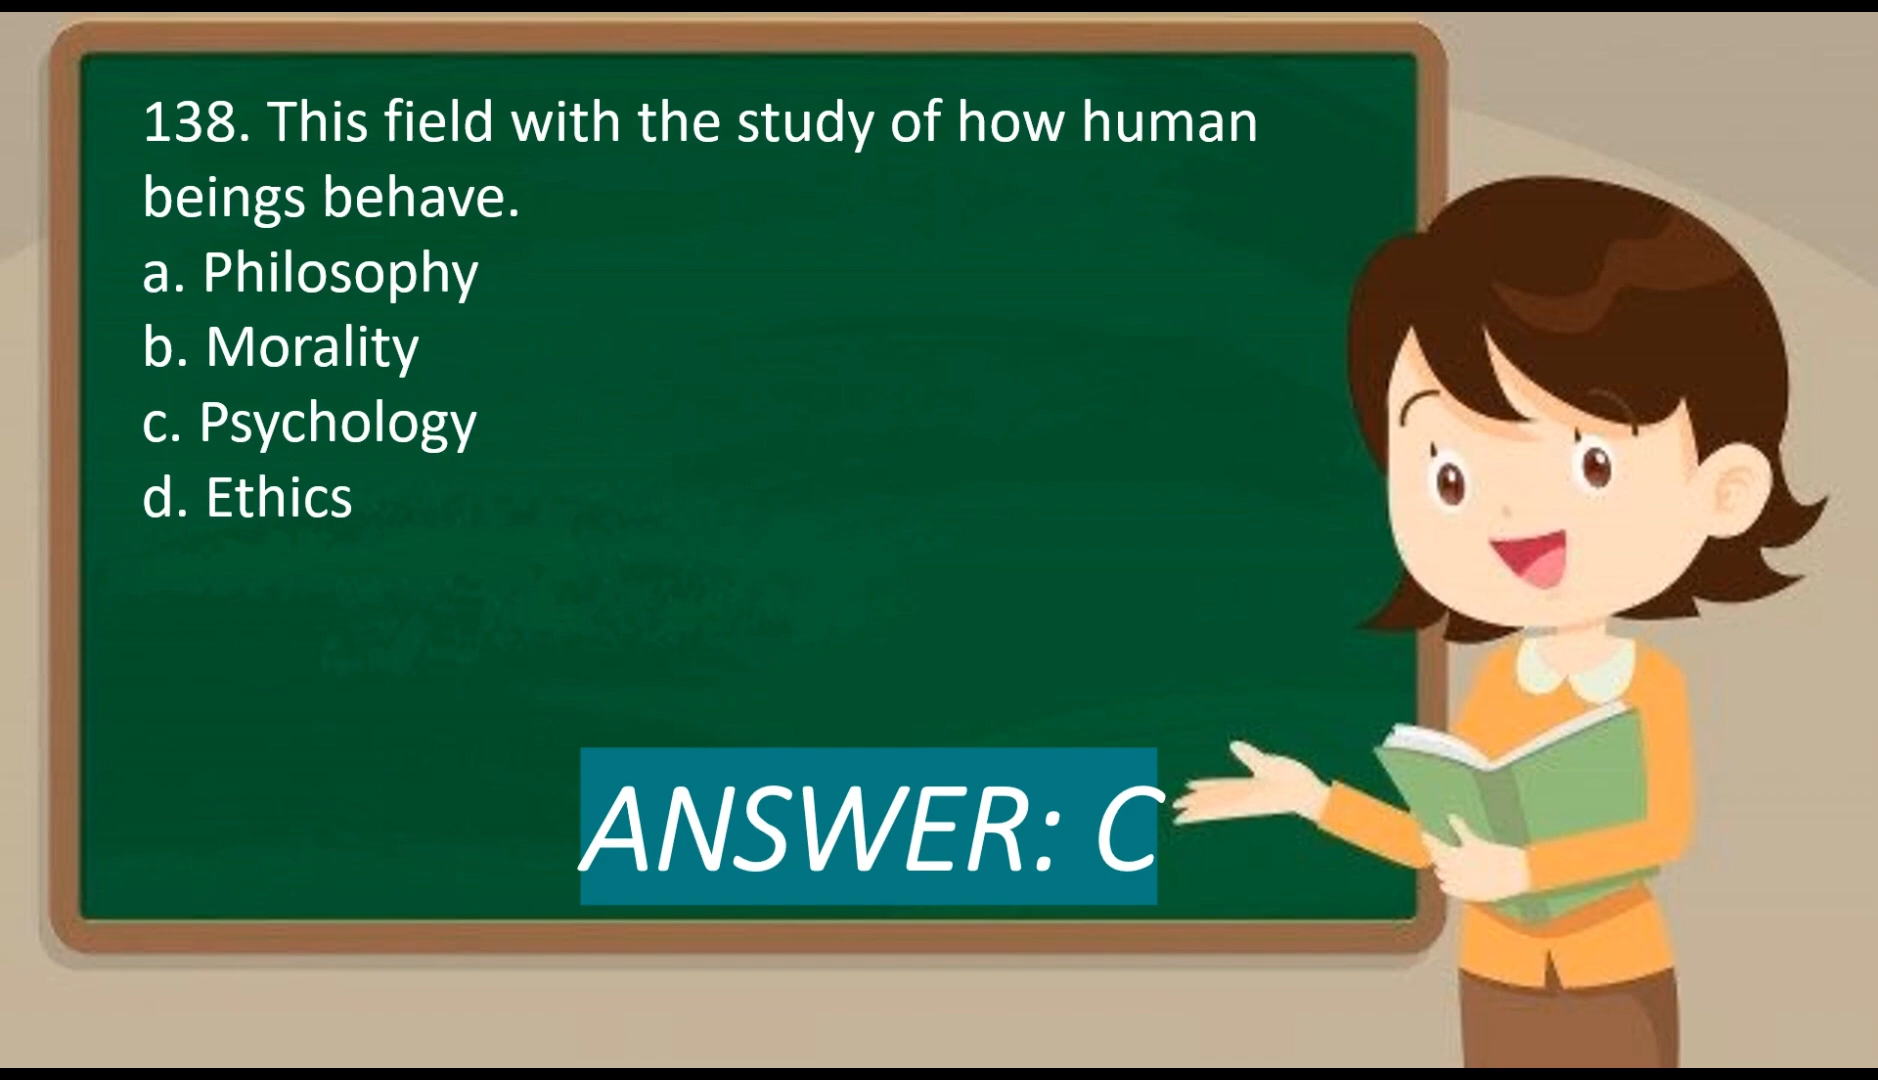 138. This field with the study of how human
beings behave.
a. Philosophy
b. Morality
c. Psychology
d. Ethics
ANSWER: C